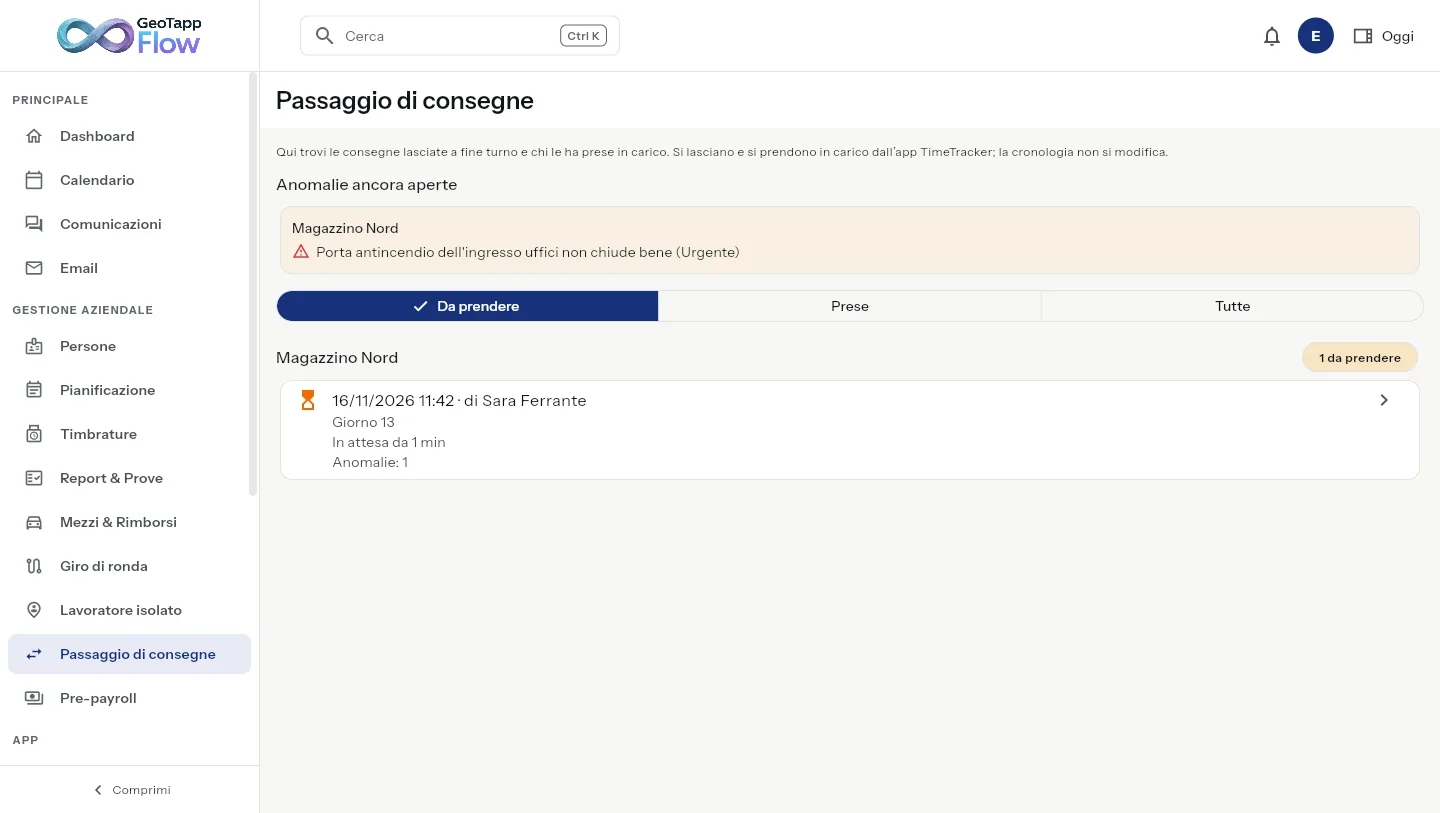 GeoTapp
Flow
Cerca
Ctrl K
E
Oggi
PRINCIPALE
Dashboard
Calendario
Comunicazioni
Email
GESTIONE AZIENDALE
Persone
Pianificazione
Timbrature
Report & Prove
Mezzi & Rimborsi
Giro di ronda
Lavoratore isolato
Passaggio di consegne
Pre-payroll
APP
Comprimi
Passaggio di consegne
Qui trovi le consegne lasciate a fine turno e chi le ha prese in carico. Si lasciano e si prendono in carico dall'app TimeTracker; la cronologia non si modifica.
Anomalie ancora aperte
Magazzino Nord
Porta antincendio dell'ingresso uffici non chiude bene (Urgente)
Da prendere
Prese
Tutte
Magazzino Nord
1 da prendere
16/11/2026 11:42 · di Sara Ferrante
Giorno 13
In attesa da 1 min
Anomalie: 1